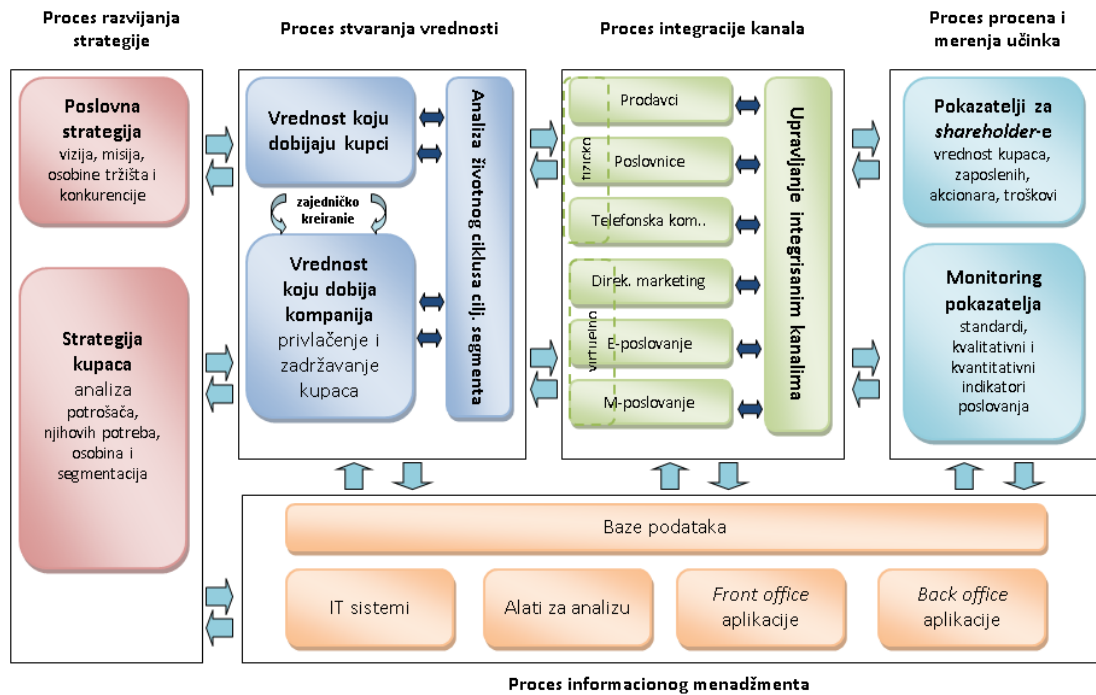 Proces razvijanja
strategije
Proces stvaranja vrednosti
Proces integracije kanala
Proces procena i
merenja učinka
Poslovna
strategija
vizija, misija,
osobine tržišta i
konkurencije
Strategija
kupaca
analiza
potrošača,
njihovih potreba,
osobina i
segmentacija
Vrednost koju
dobijaju kupci
zajedničko
kreiranje
Vrednost
koju dobija
kompanija
privlačenje i
zadržavanje
kupaca
Analiza životnog ciklusa cilj. segmenta
fizičko
Prodavci
Poslovnice
Telefonska kom..
virtuelno
Direk. marketing
E-poslovanje
M-poslovanje
Upravljanje integrisanim kanalima
Pokazatelji za
shareholder-e
vrednost kupaca,
zaposlenih,
akcionara, troškovi
Monitoring
pokazatelja
standardi,
kvalitativni i
kvantitativni
indikatori
poslovanja
Baze podataka
IT sistemi
Alati za analizu
Front office
aplikacije
Back office
aplikacije
Proces informacionog menadžmenta